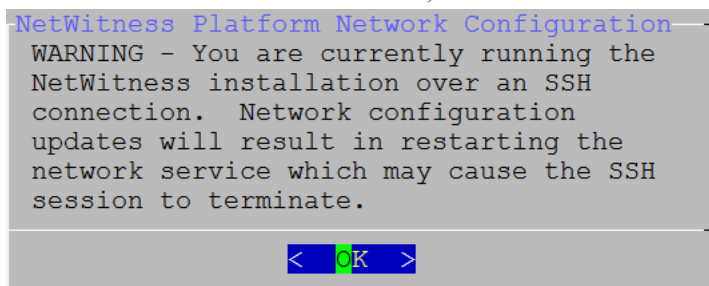 NetWitness Platform Network Configuration
WARNING - You are currently running the
NetWitness installation over an SSH
connection.  Network configuration
updates will result in restarting the
network service which may cause the SSH
session to terminate.
<  OK  >